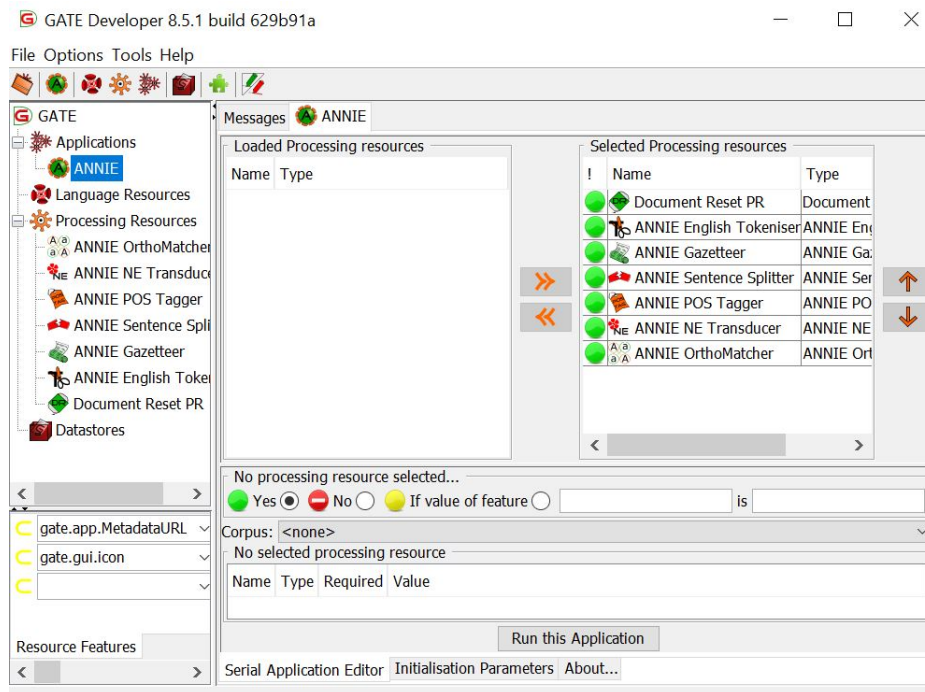 GATE Developer 8.5.1 build 629b91a
File Options Tools Help
GATE
Applications
ANNIE
Language Resources
Processing Resources
ANNIE OrthoMatcher
ANNIE NE Transduce
ANNIE POS Tagger
ANNIE Sentence Spli
ANNIE Gazetteer
ANNIE English Toke
Document Reset PR
Datastores
gate.app.MetadataURL
gate.gui.icon
Resource Features
Messages ANNIE
Loaded Processing resources
Name Type
Selected Processing resources
! Name Type
Document Reset PR Document
ANNIE English Tokeniser ANNIE Eng
ANNIE Gazetteer ANNIE Ga
ANNIE Sentence Splitter ANNIE Ser
ANNIE POS Tagger ANNIE PO
ANNIE NE Transducer ANNIE NE
ANNIE OrthoMatcher ANNIE Ort
No processing resource selected...
Yes No If value of feature is
Corpus: <none>
No selected processing resource
Name Type Required Value
Run this Application
Serial Application Editor Initialisation Parameters About...